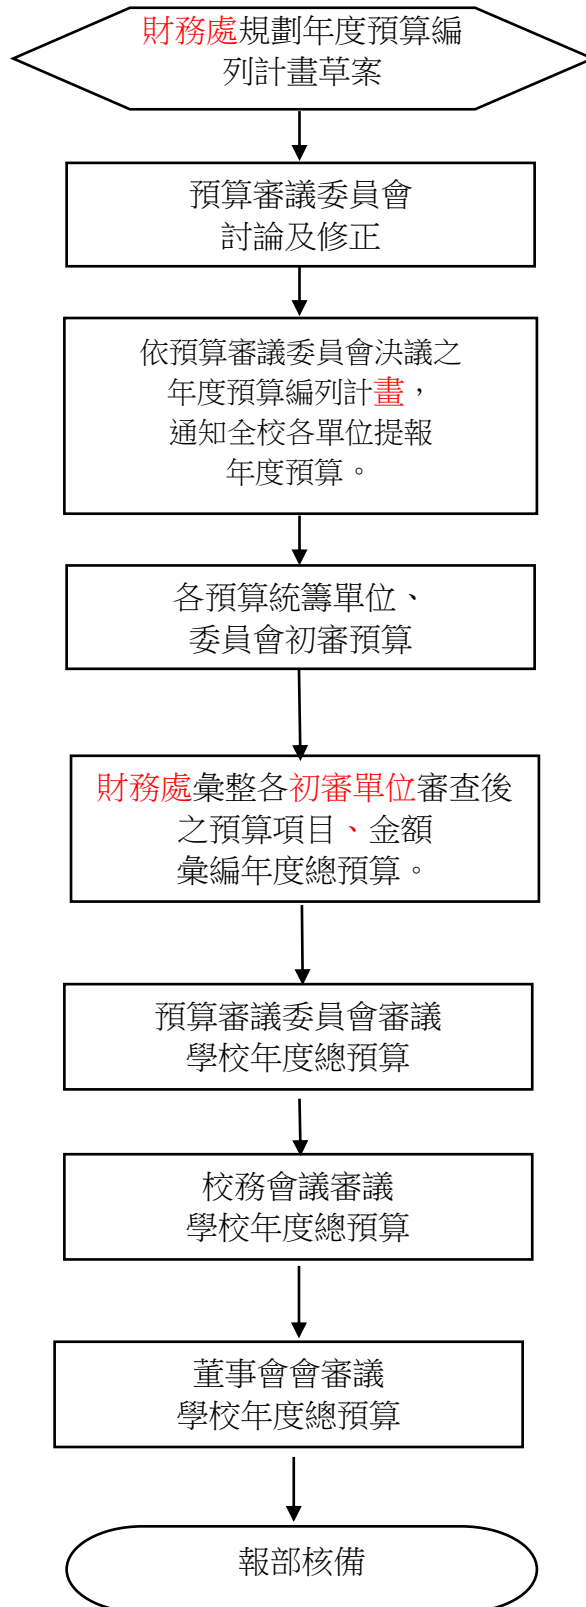 財務處規劃年度預算編
列計畫草案
預算審議委員會
討論及修正
依預算審議委員會決議之
年度預算編列計畫，
通知全校各單位提報
年度預算。
各預算統籌單位、
委員會初審預算
財務處彙整各初審單位審查後
之預算項目、金額
彙編年度總預算。
預算審議委員會審議
學校年度總預算
校務會議審議
學校年度總預算
董事會會審議
學校年度總預算
報部核備